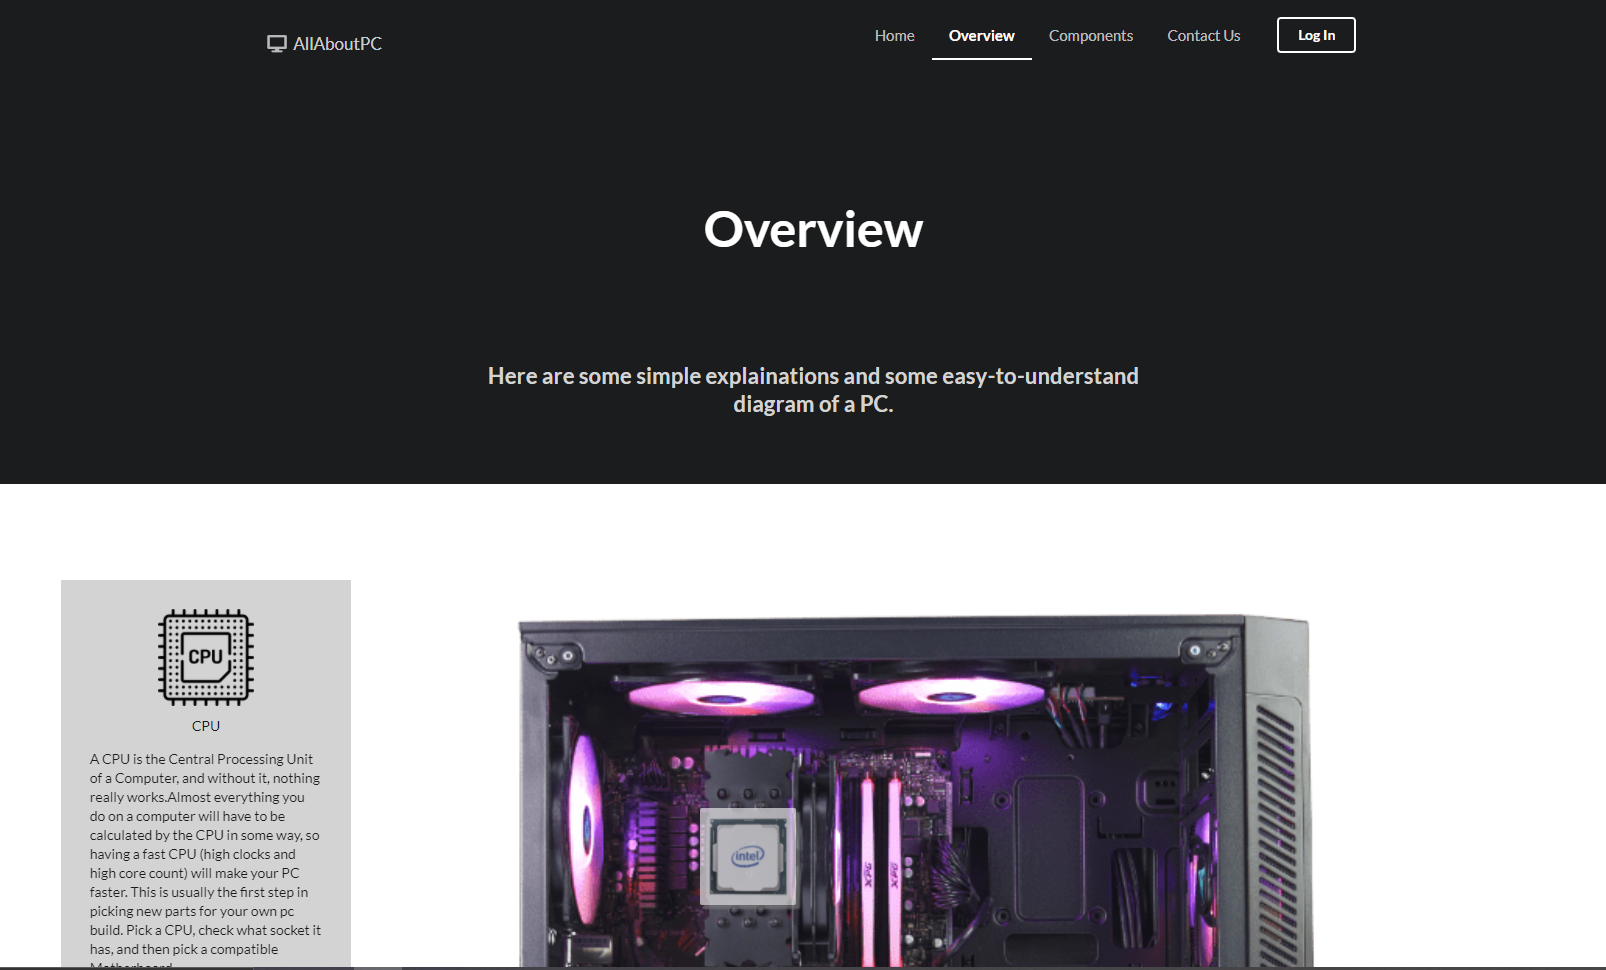 AllAboutPC
Home
Overview
Components
Contact Us
Log In
Overview
Here are some simple explainations and some easy-to-understand
diagram of a PC.
CPU
CPU
A CPU is the Central Processing Unit
of a Computer, and without it, nothing
really works.Almost everything you
do on a computer will have to be
calculated by the CPU in some way, so
having a fast CPU (high clocks and
high core count) will make your PC
faster. This is usually the first step in
picking new parts for your own pc
build. Pick a CPU, check what socket it
has, and then pick a compatible
Motherboard
intel
XPG
XPG